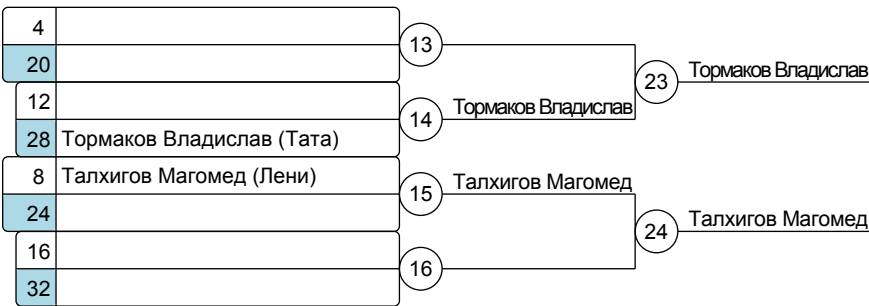 4
13
20
23 Тормаков Владислав
12
14 Тормаков Владислав
28 Тормаков Владислав (Тата)
8 Талхигов Магомед (Лени)
15 Талхигов Магомед
24
24 Талхигов Магомед
16
16
32